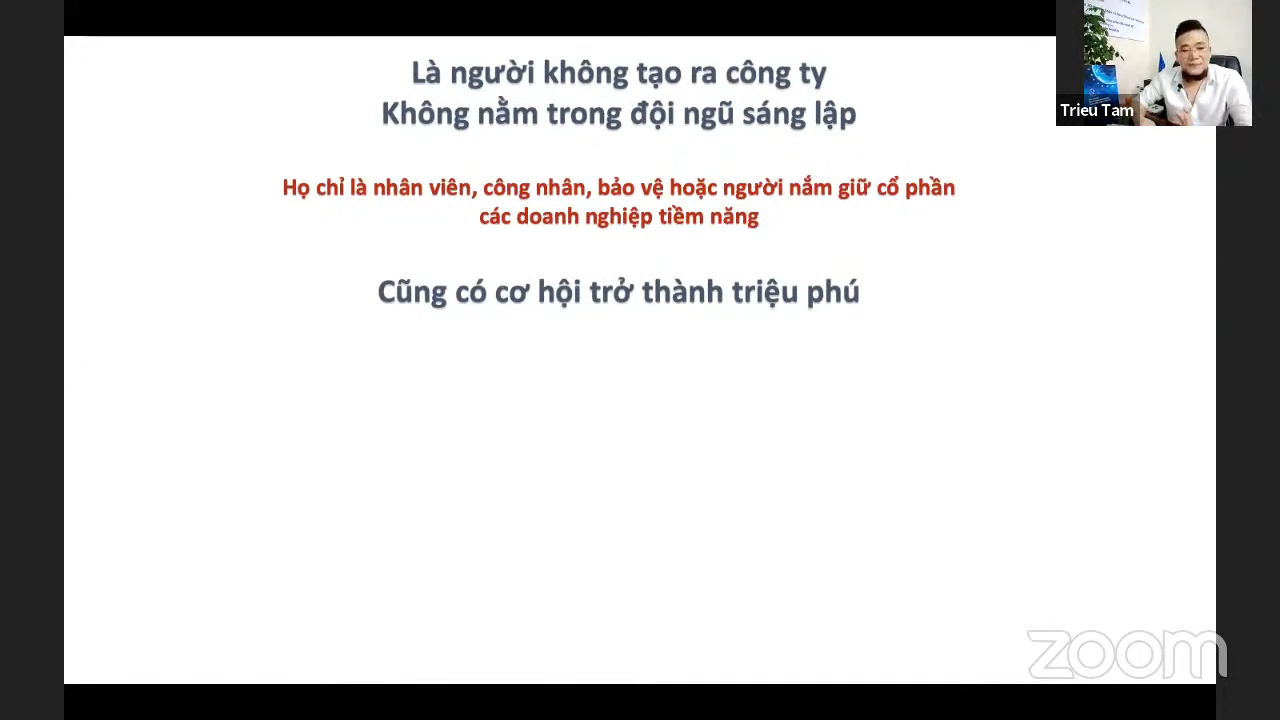 Là người không tạo ra công ty
Không nằm trong đội ngũ sáng lập
Họ chỉ là nhân viên, công nhân, bảo vệ hoặc người nắm giữ cổ phần
các doanh nghiệp tiềm năng
Cũng có cơ hội trở thành triệu phú
Trieu Tam
zoom